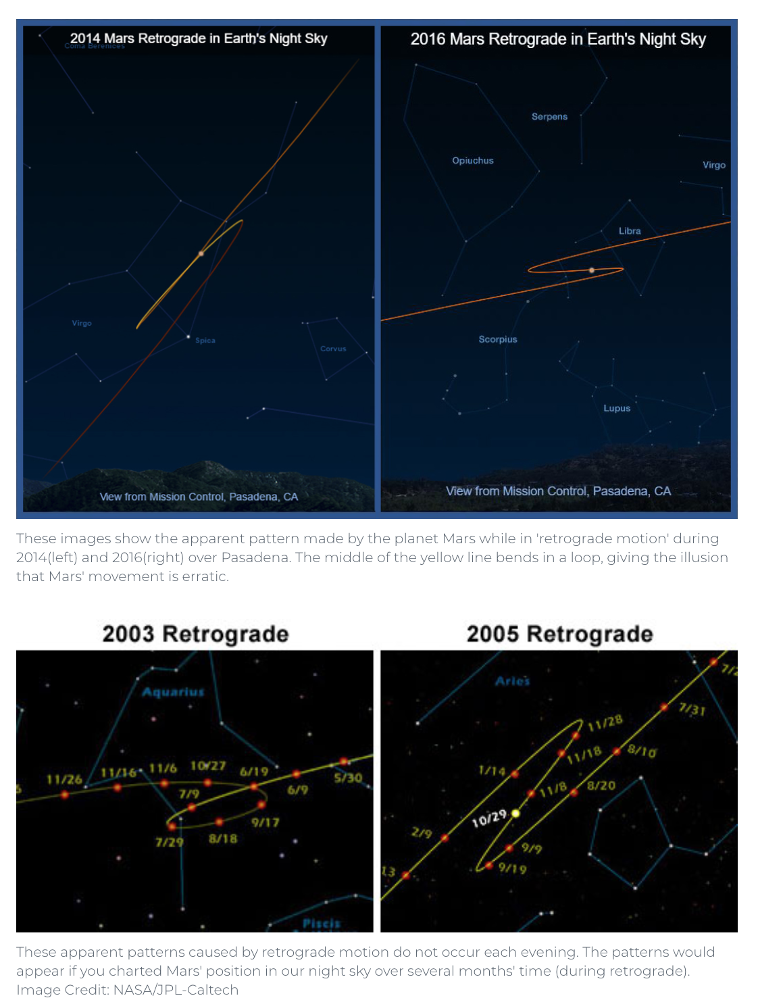 2014 Mars Retrograde in Earth's Night Sky
Coma Berenices
Virgo
Spica
Corvus
View from Mission Control, Pasadena, CA
2016 Mars Retrograde in Earth's Night Sky
Serpens
Opiuchus
Virgo
Libra
Scorpius
Lupus
View from Mission Control, Pasadena, CA
These images show the apparent pattern made by the planet Mars while in 'retrograde motion' during
2014(left) and 2016(right) over Pasadena. The middle of the yellow line bends in a loop, giving the illusion
that Mars' movement is erratic.
2003 Retrograde
Aquarius
11/26
11/16
11/6
10/27
6/19
5/30
6/9
7/9
9/17
7/29
8/18
Piscis
2005 Retrograde
Aries
7/31
11/28
8/10
11/18
1/14
11/8
8/20
10/29
2/9
9/9
9/19
13
These apparent patterns caused by retrograde motion do not occur each evening. The patterns would
appear if you charted Mars' position in our night sky over several months' time (during retrograde).
Image Credit: NASA/JPL-Caltech